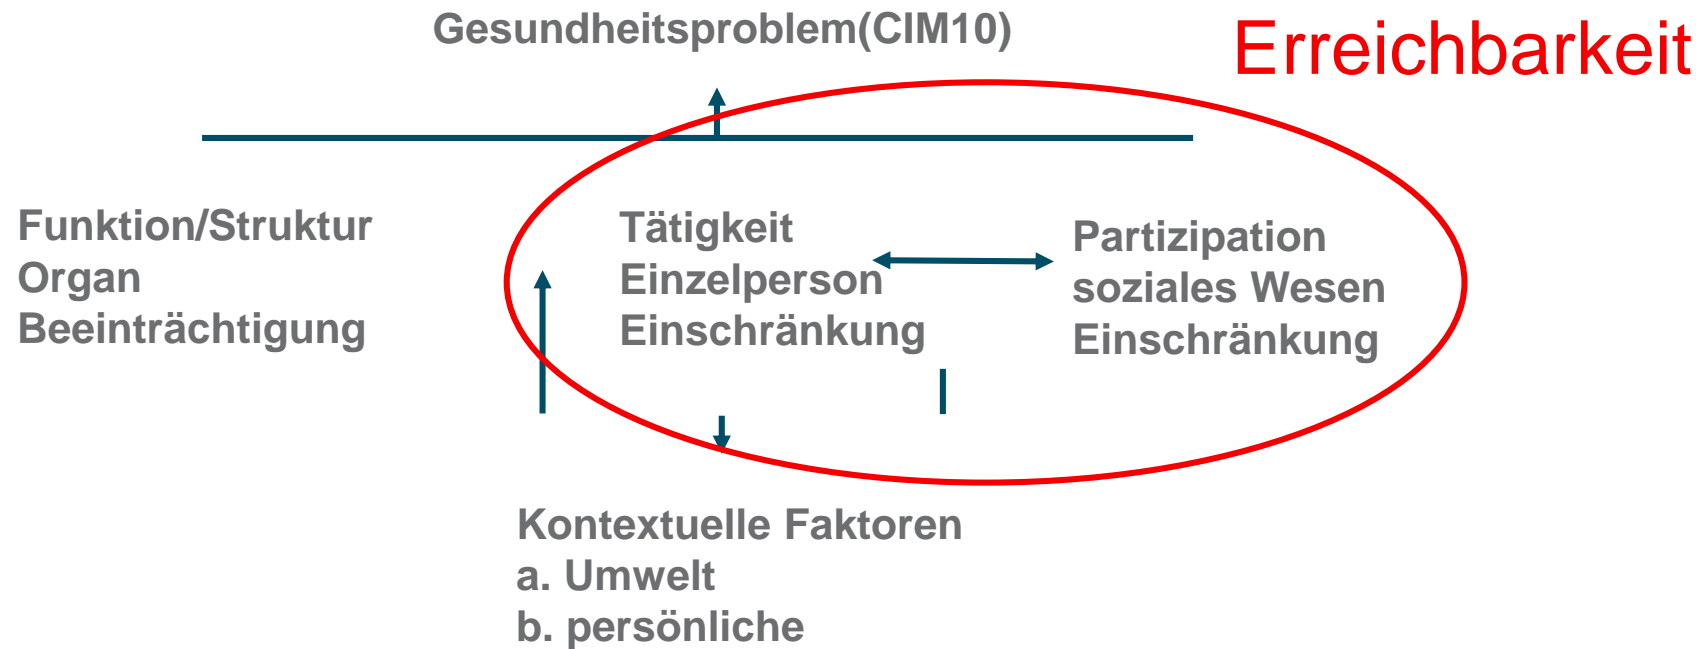 Gesundheitsproblem(CIM10)
Erreichbarkeit
Funktion/Struktur
Organ
Beeinträchtigung
Tätigkeit
Einzelperson
Einschränkung
Partizipation
soziales Wesen
Einschränkung
Kontextuelle Faktoren
a. Umwelt
b. persönliche